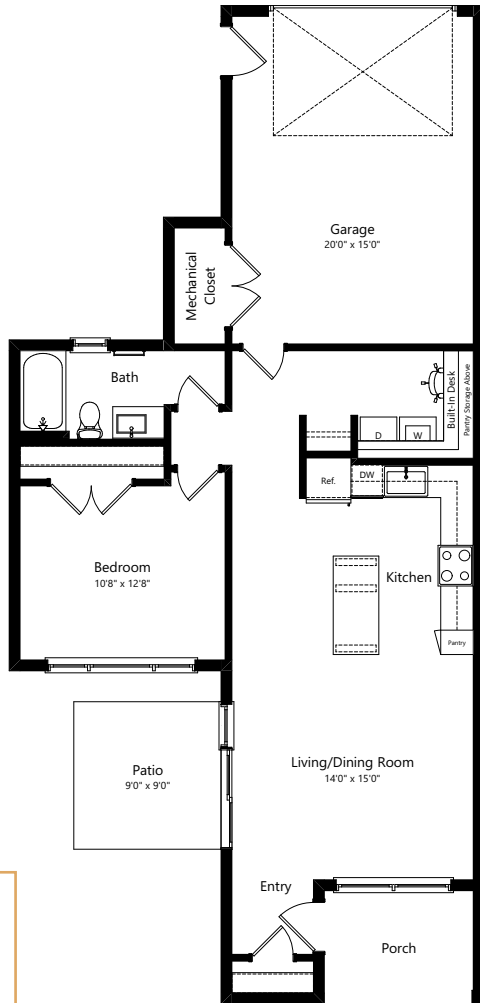 Garage
20'0" x 15'0"
Mechanical
Closet
Bath
Built-In Desk
Pantry Storage Above
D
W
Ref.
DW
Bedroom
10'8" x 12'8"
Kitchen
Pantry
Patio
9'0" x 9'0"
Living/Dining Room
14'0" x 15'0"
Entry
Porch